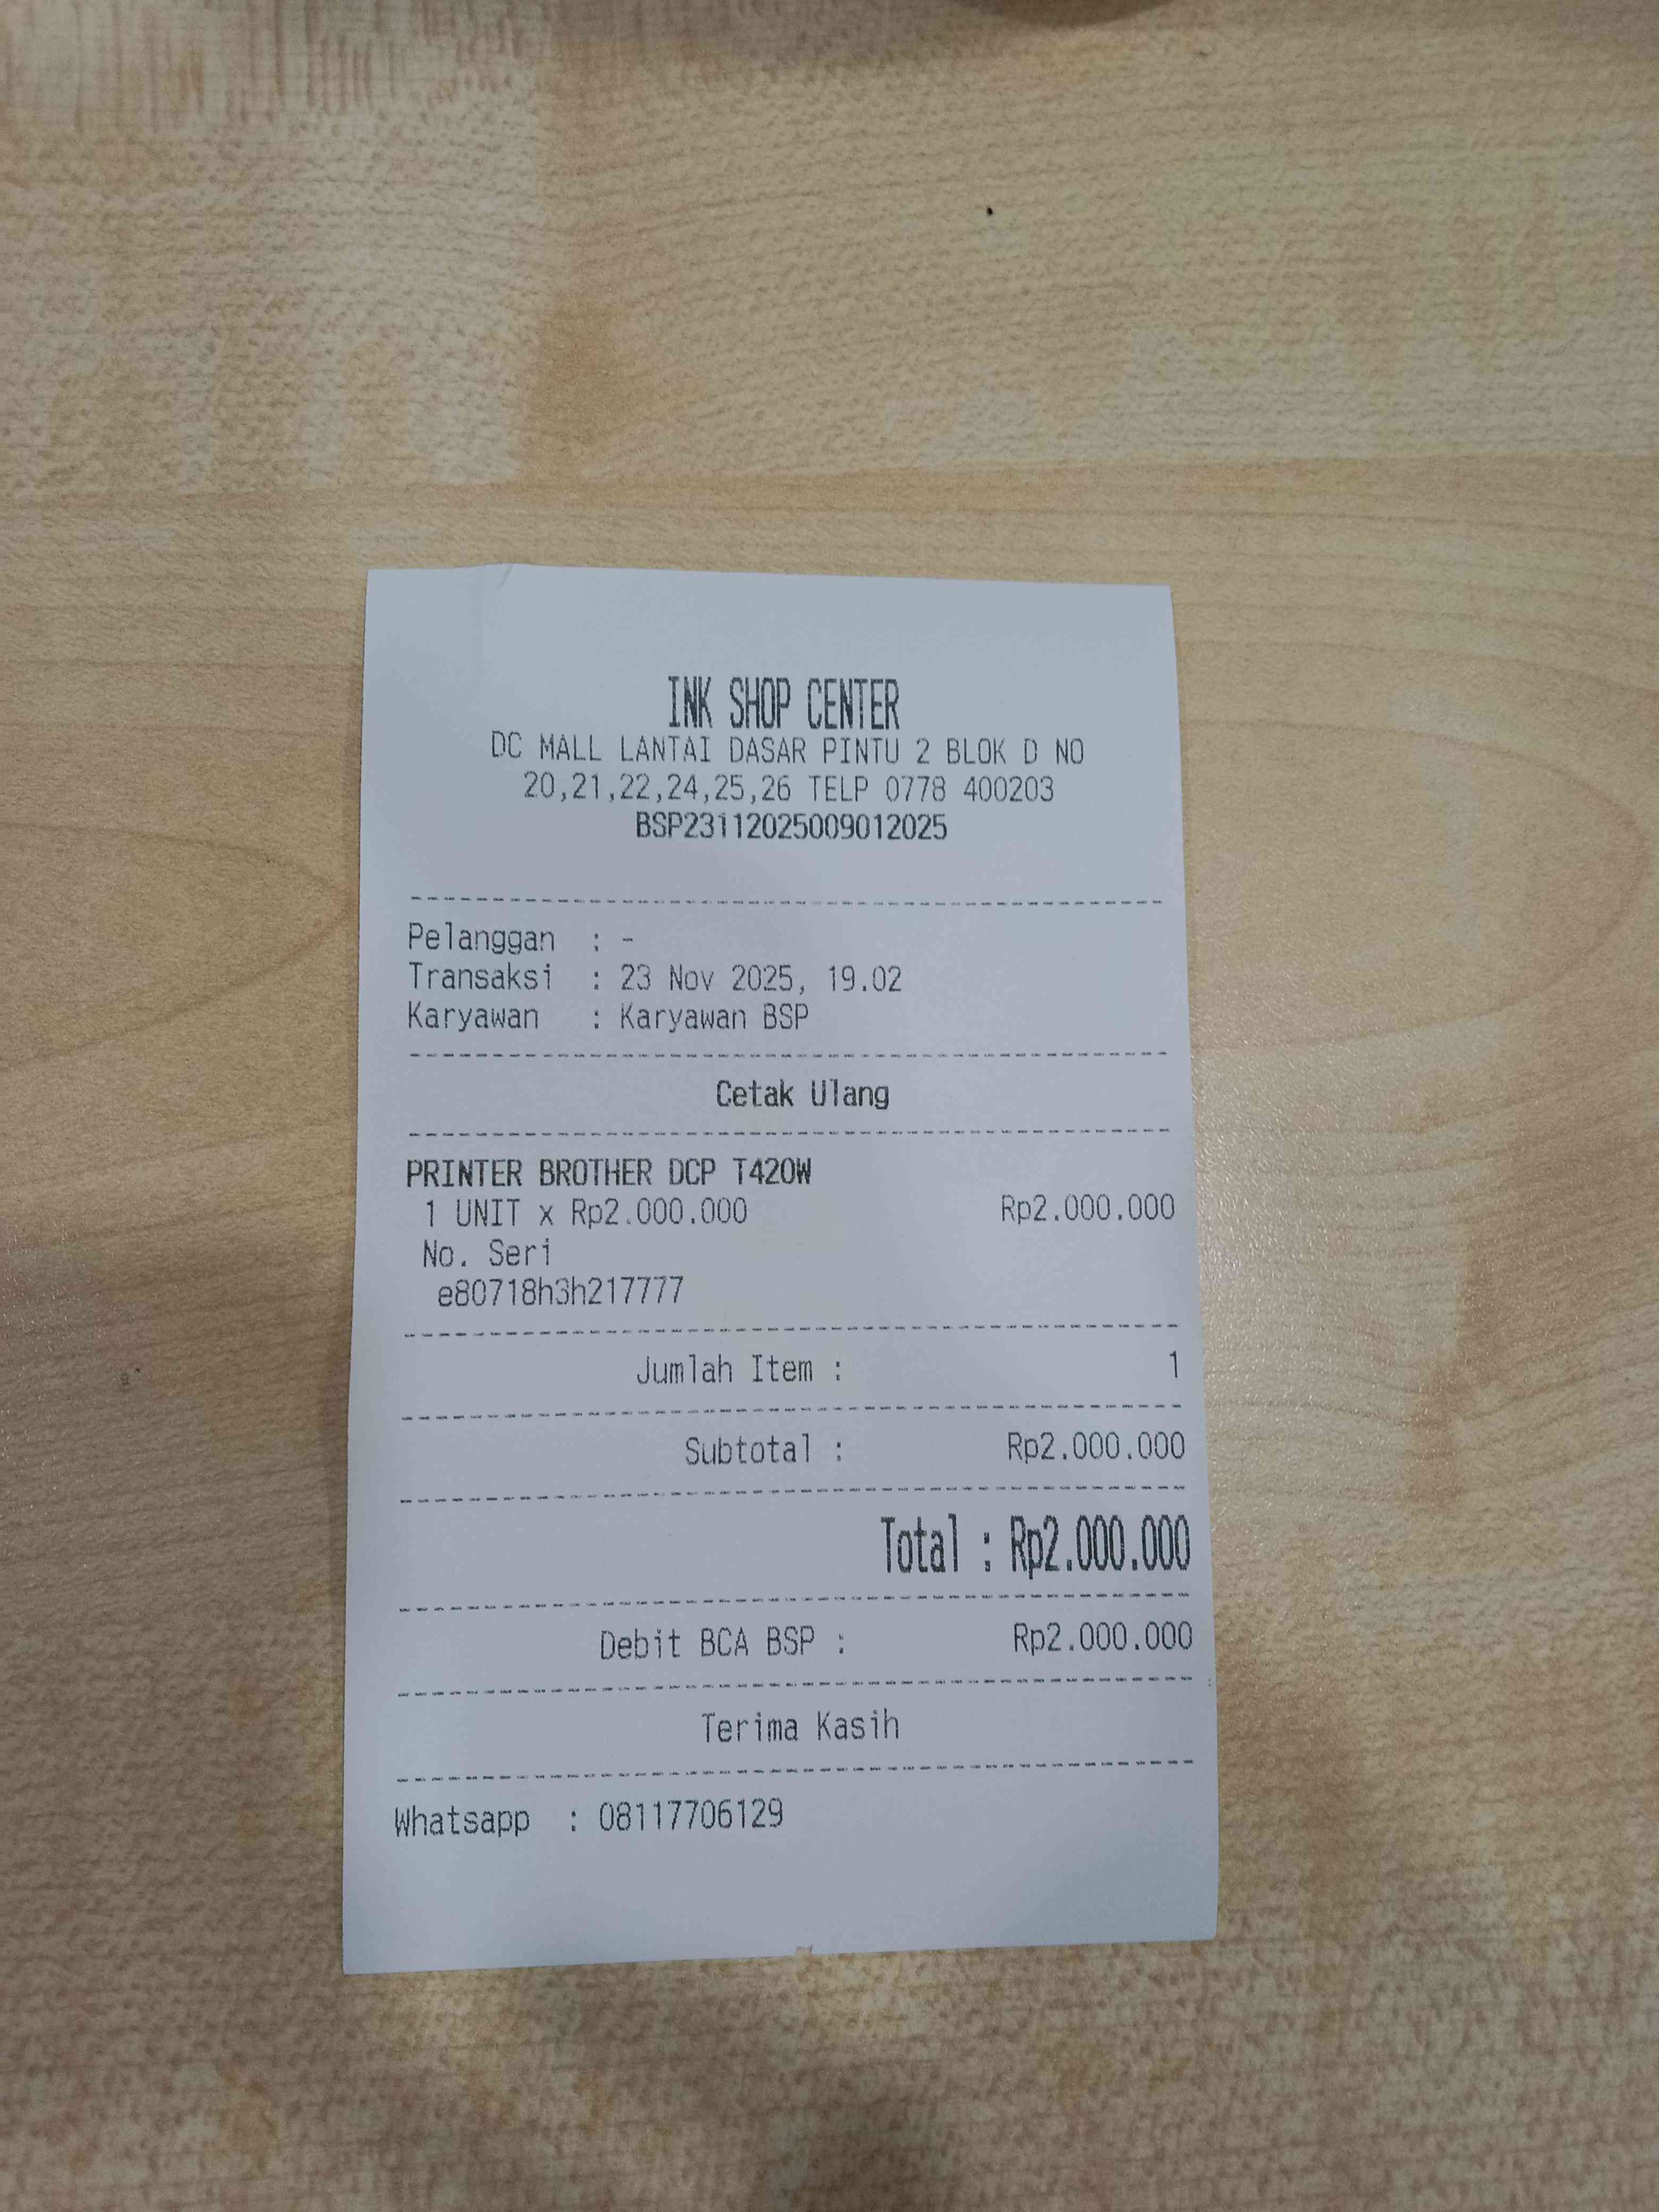 INK SHOP CENTER
DC MALL LANTAI DASAR PINTU 2 BLOK D NO
20,21,22,24,25,26 TELP 0778 400203
BSP23112025009012025
Pelanggan : -
Transaksi : 23 Nov 2025, 19.02
Karyawan : Karyawan BSP
Cetak Ulang
PRINTER BROTHER DCP T420W
1 UNIT x Rp2.000.000 Rp2.000.000
No. Seri
e80718h3h217777
Jumlah Item : 1
Subtotal : Rp2.000.000
Total : Rp2.000.000
Debit BCA BSP : Rp2.000.000
Terima Kasih
Whatsapp : 08117706129